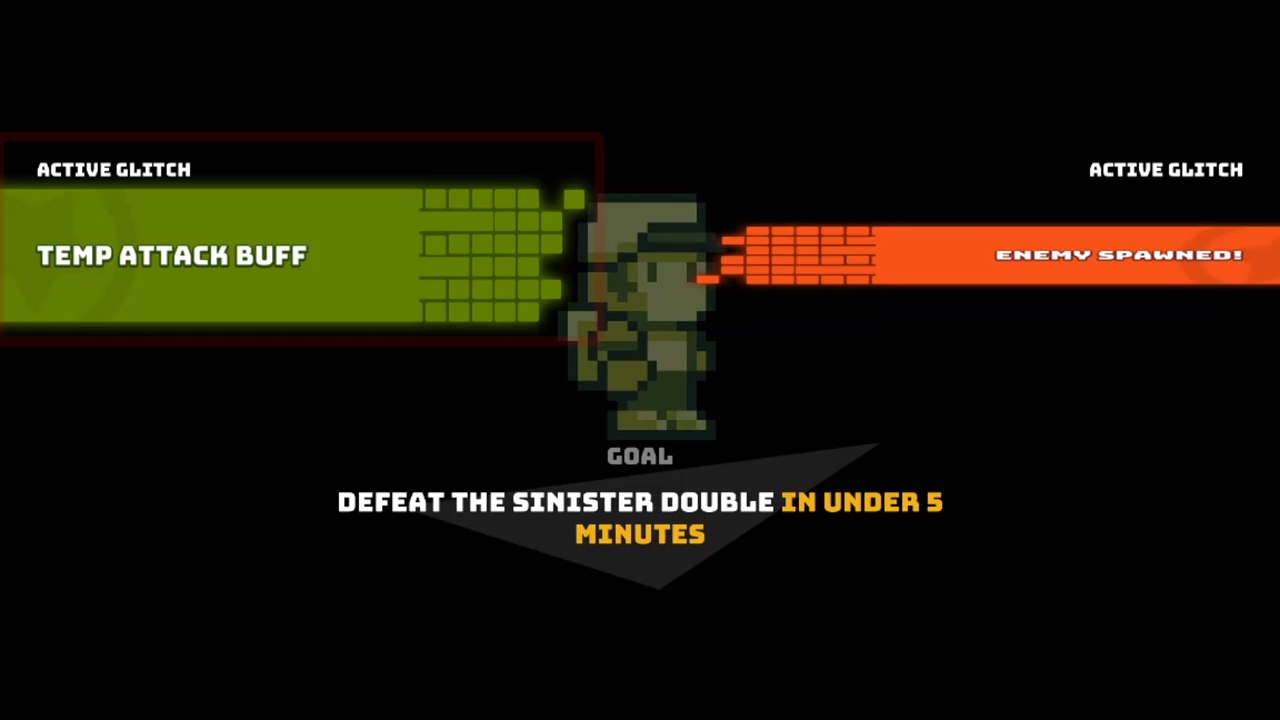 ACTIVE GLITCH
ACTIVE GLITCH
TEMP ATTACK BUFF
ENEMY SPAWNED!
GOAL
DEFEAT THE SINISTER DOUBLE IN UNDER 5
MINUTES